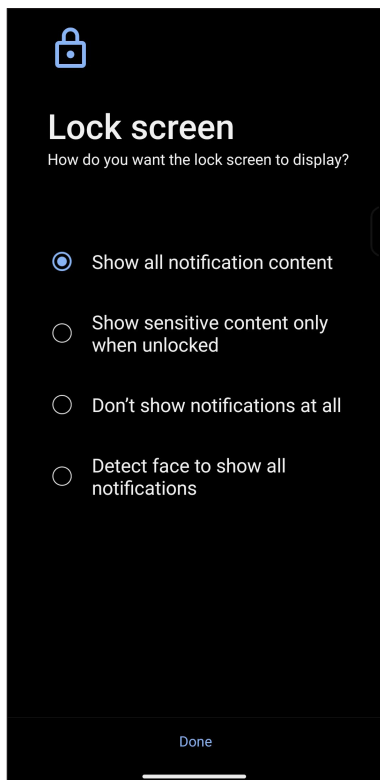 Lock screen
How do you want the lock screen to display?
Show all notification content
Show sensitive content only
when unlocked
Don’t show notifications at all
Detect face to show all
notifications
Done